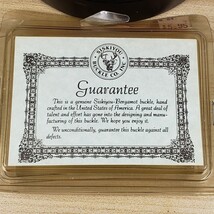 SISKIYOU
BUCKLE CO. INC.
Guarantee
This is a genuine Siskiyou-Bergamot buckle, hand
crafted in the United States of America. A great deal of
talent and effort has gone into the designing and manu-
facturing of this buckle. We hope you enjoy it.
We unconditionally, guarantee this buckle against all
defects.